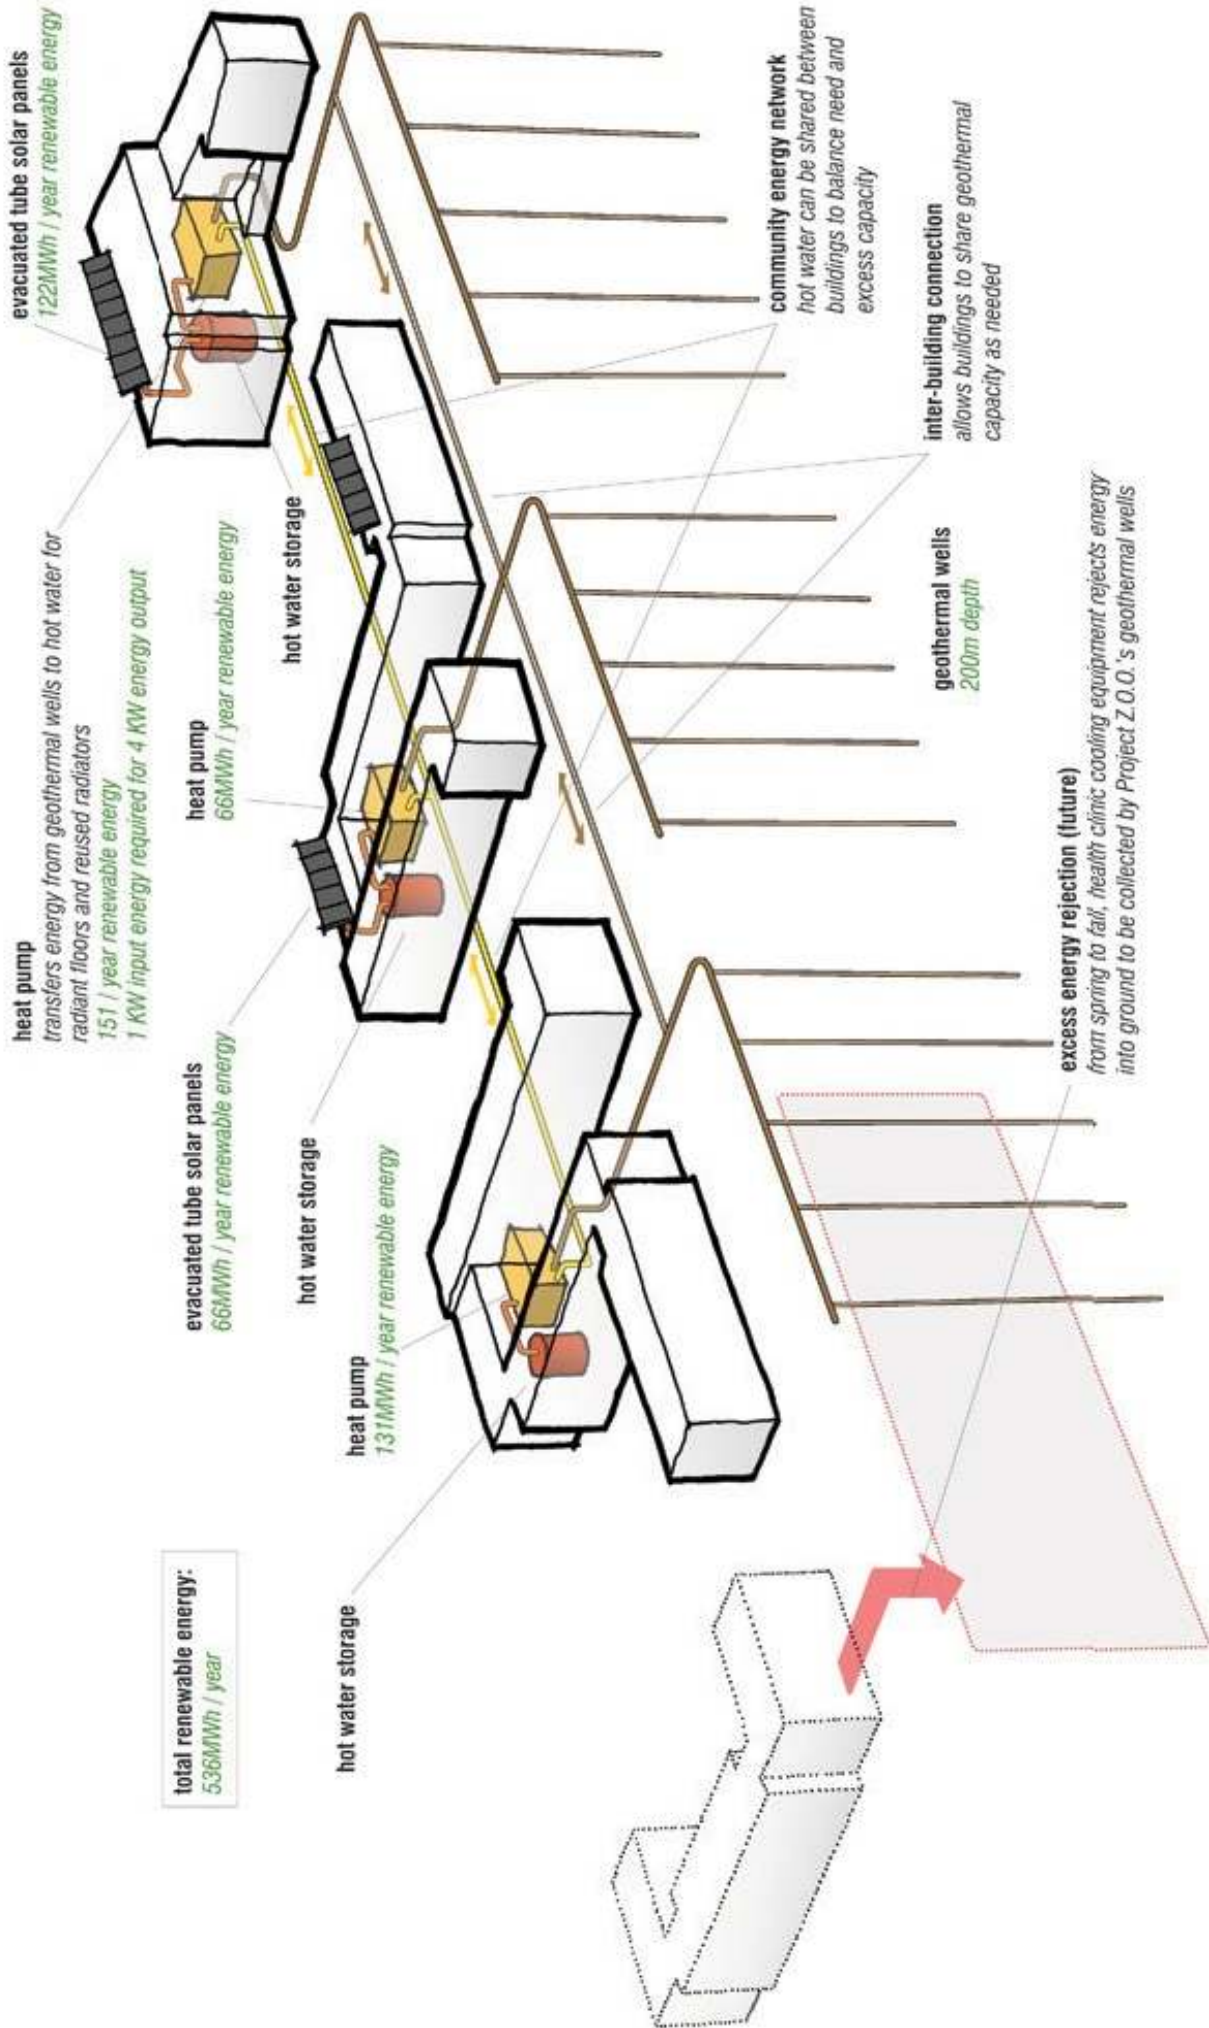 total renewable energy:
536MWh / year
hot water storage
heat pump
131MWh / year renewable energy
hot water storage
evacuated tube solar panels
66MWh / year renewable energy
heat pump
transfers energy from geothermal wells to hot water for
radiant floors and reused radiators
151 / year renewable energy
1 KW input energy required for 4 KW energy output
heat pump
66MWh / year renewable energy
hot water storage
evacuated tube solar panels
122MWh / year renewable energy
community energy network
hot water can be shared between
buildings to balance need and
excess capacity
inter-building connection
allows buildings to share geothermal
capacity as needed
geothermal wells
200m depth
excess energy rejection (future)
from spring to fall, health clinic cooling equipment rejects energy
into ground to be collected by Project Z.O.O.'s geothermal wells